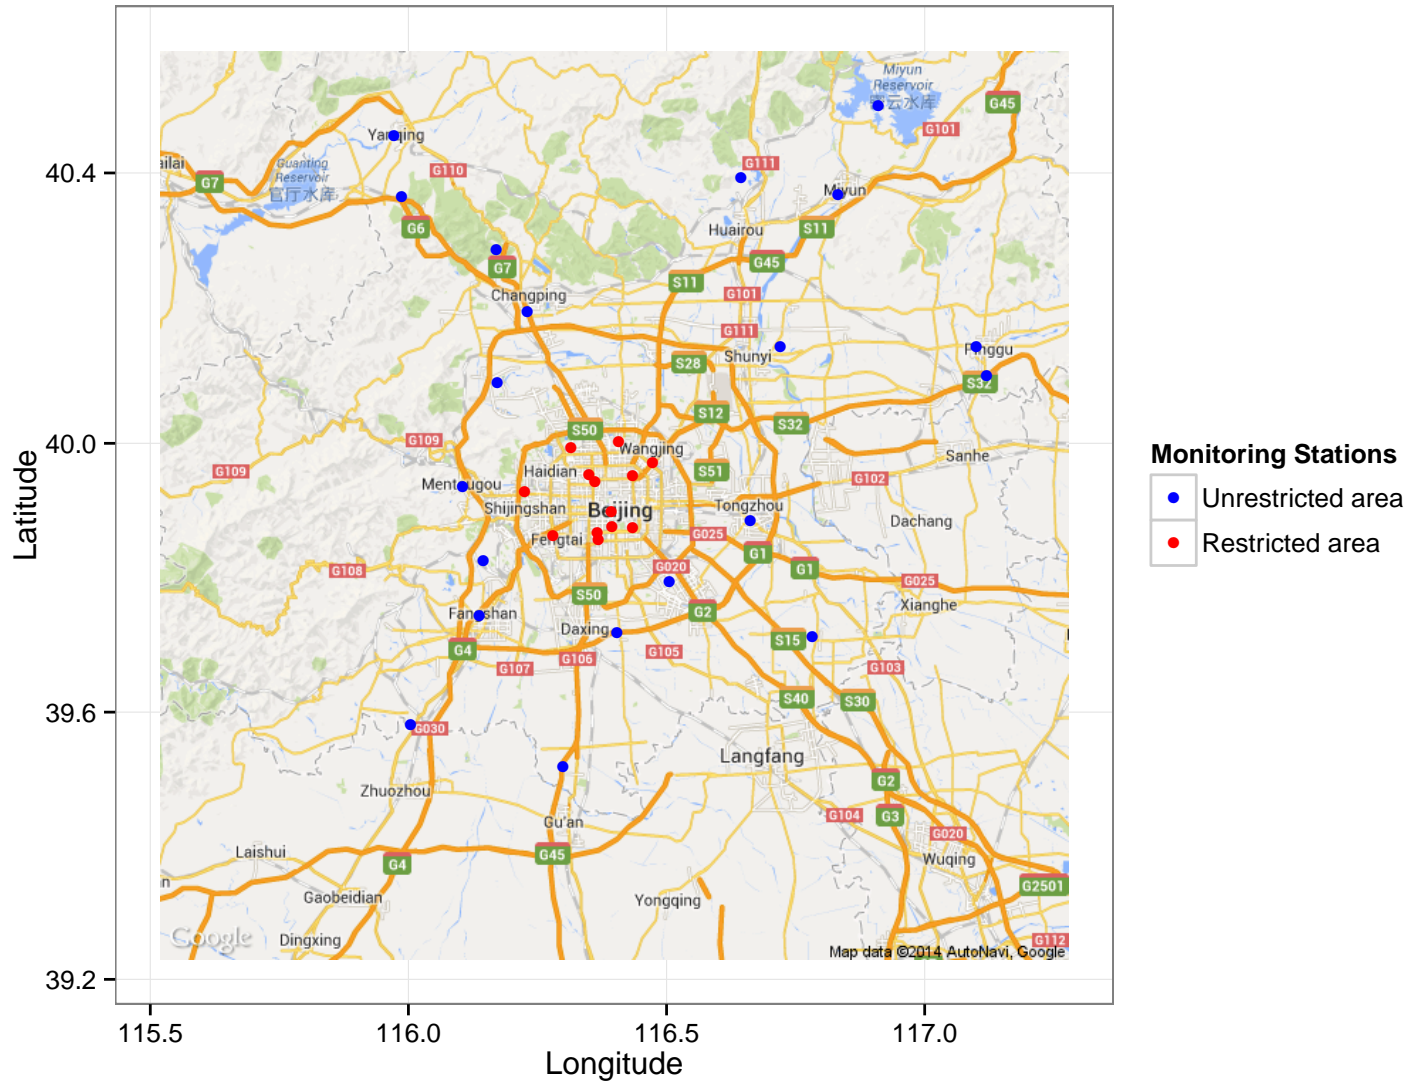 Miyun
Reservoir
密云水库
G45
G101
Yanqing
ailai
G7
Guanting
Reservoir
官厅水库
G110
G111
Miyun
40.4
G6
Huairou
S11
G7
G45
S11
Changping
G101
G111
Shunyi
Pinggu
S28
S32
S12
S32
S50
40.0
G109
Wangjing
Sanhe
G109
Haidian
S51
G102
Mentougou
Shijingshan
Beijing
Tongzhou
Dachang
Fengtai
G025
G1
G108
G020
G1
G025
S50
Xianghe
Fangshan
G2
Daxing
S15
G4
G107
G106
G105
G103
S40
S30
39.6
G030
Langfang
G2
Zhuozhou
G104
G3
Gu'an
G020
Laishui
G4
G45
Wuqing
n
G2501
Gaobeidian
Yongqing
Google
Dingxing
G112
Map data ©2014 AutoNavi, Google
39.2
115.5
116.0
116.5
117.0
Longitude
Latitude
Monitoring Stations
Unrestricted area
Restricted area